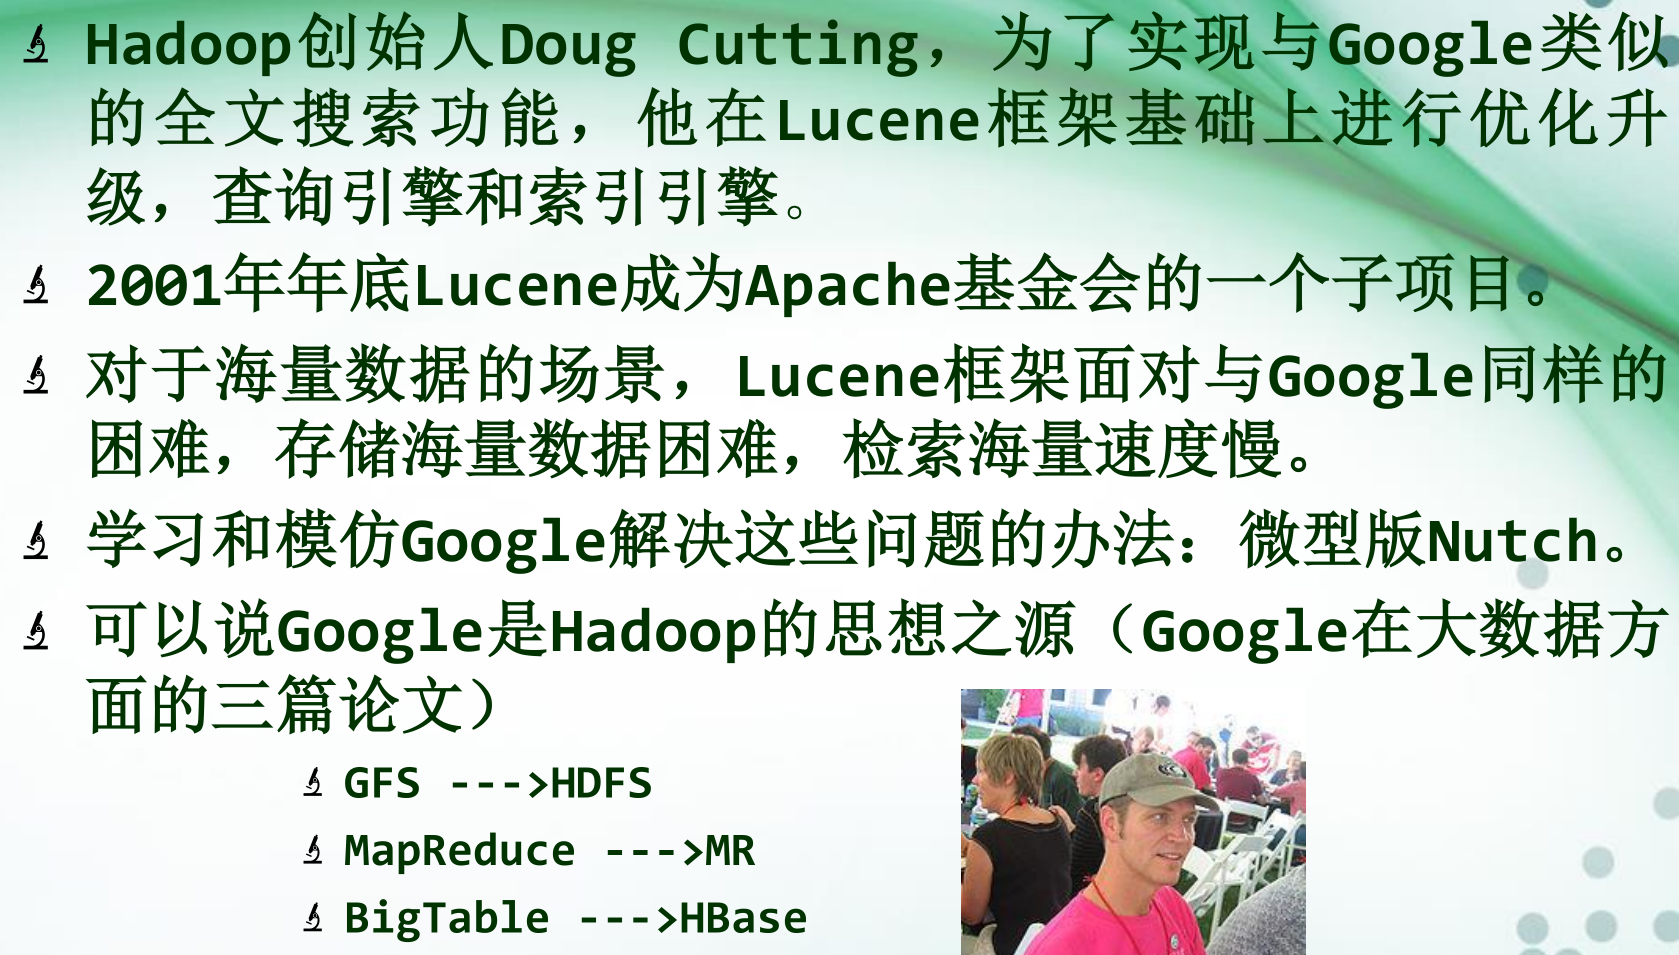 Hadoop创始人Doug Cutting，为了实现与Google类似
的全文搜索功能，他在Lucene框架基础上进行优化升
级，查询引擎和索引引擎。
2001年年底Lucene成为Apache基金会的一个子项目。
对于海量数据的场景，Lucene框架面对与Google同样的
困难，存储海量数据困难，检索海量速度慢。
学习和模仿Google解决这些问题的办法：微型版Nutch。
可以说Google是Hadoop的思想之源（Google在大数据方
面的三篇论文）
GFS --->HDFS
MapReduce --->MR
BigTable --->HBase